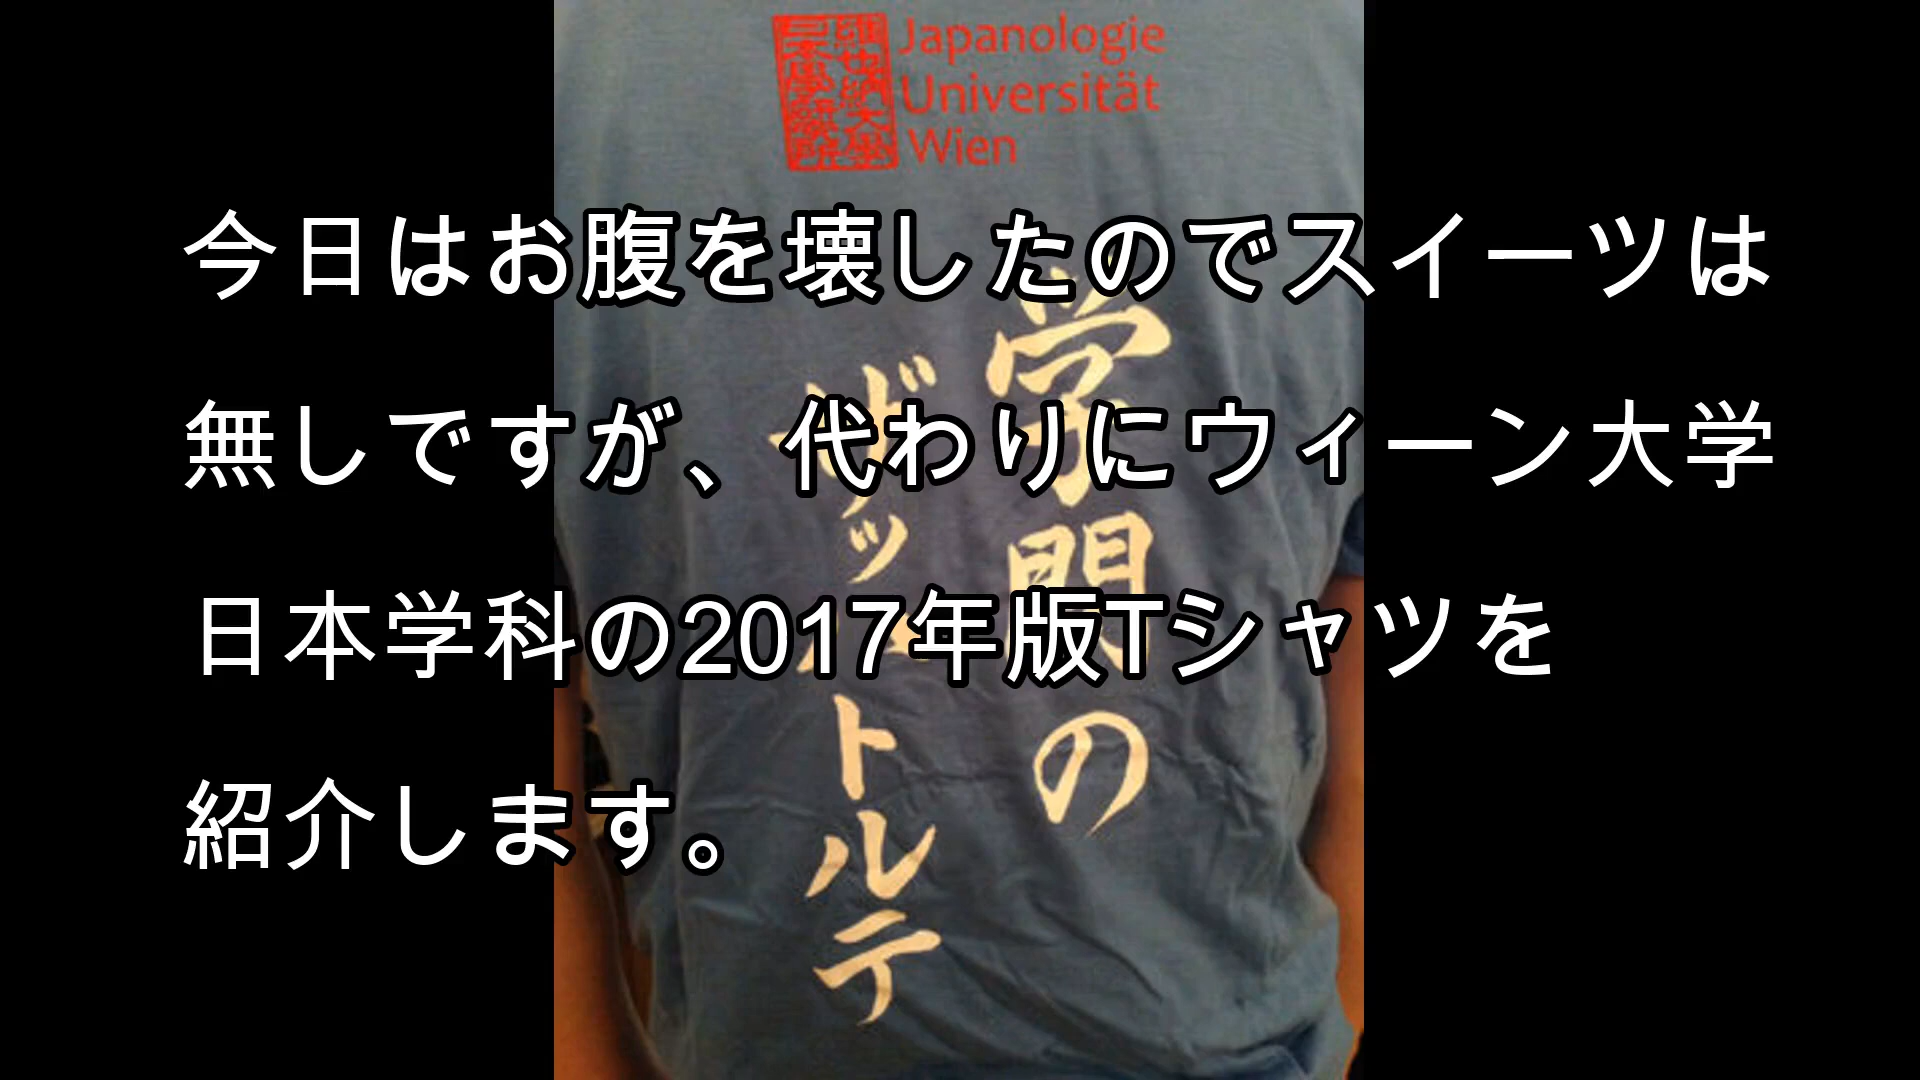 Japanologie
Universität
Wien
今日はお腹を壊したのでスイーツは
無しですが、代わりにウィーン大学
日本学科の2017年版Tシャツを
紹介します。
学問の
ザッハトルテ